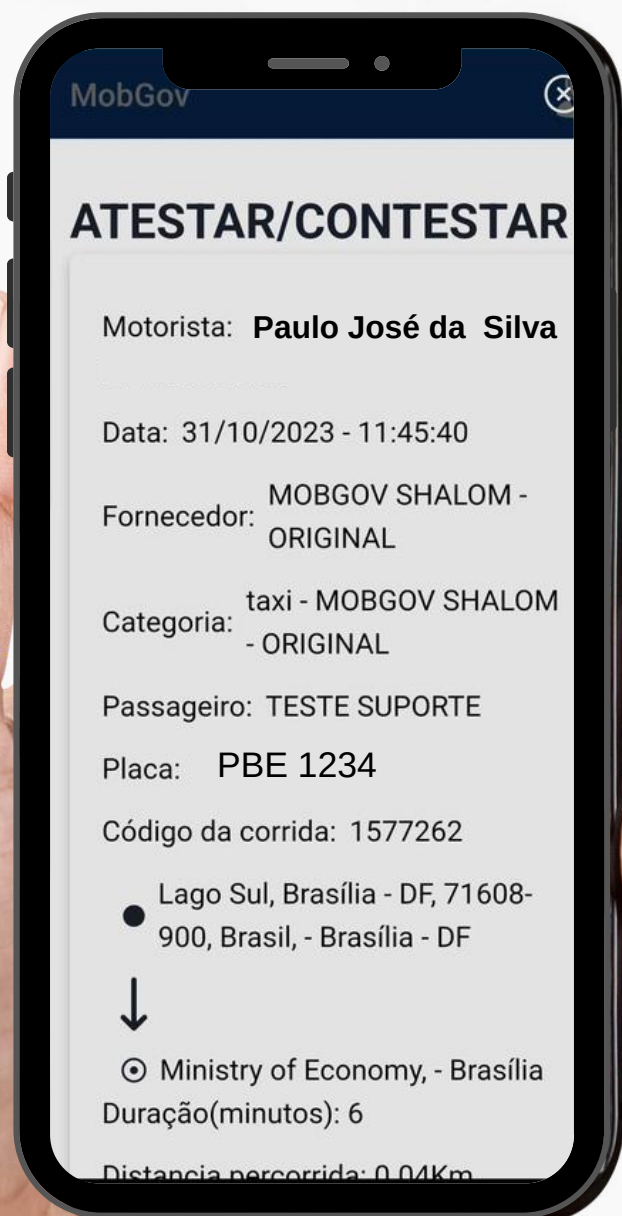 MobGov
ATESTAR/CONTESTAR
Motorista: Paulo José da Silva
Data: 31/10/2023 - 11:45:40
Fornecedor: MOBGOV SHALOM -
ORIGINAL
Categoria: taxi - MOBGOV SHALOM
- ORIGINAL
Passageiro: TESTE SUPORTE
Placa: PBE 1234
Código da corrida: 1577262
Lago Sul, Brasília - DF, 71608-
900, Brasil, - Brasília - DF
Ministry of Economy, - Brasília
Duração(minutos): 6
Distancia percorrida: 0.04Km